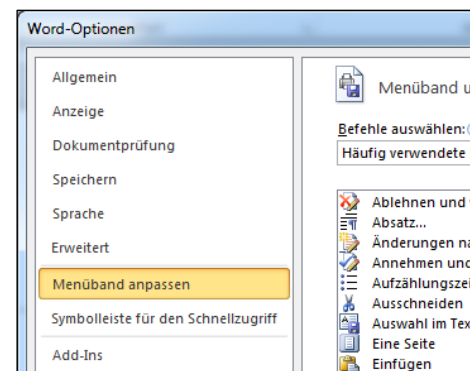 Word-Optionen
Allgemein
Anzeige
Dokumentprüfung
Speichern
Sprache
Erweitert
Menüband anpassen
Symbolleiste für den Schnellzugriff
Add-Ins
Menüband
Befehle auswählen:
Häufig verwendete
Ablehnen und
Absatz...
Änderungen
Annehmen und
Aufzählungszei
Ausschneiden
Auswahl im Tex
Eine Seite
Einfügen